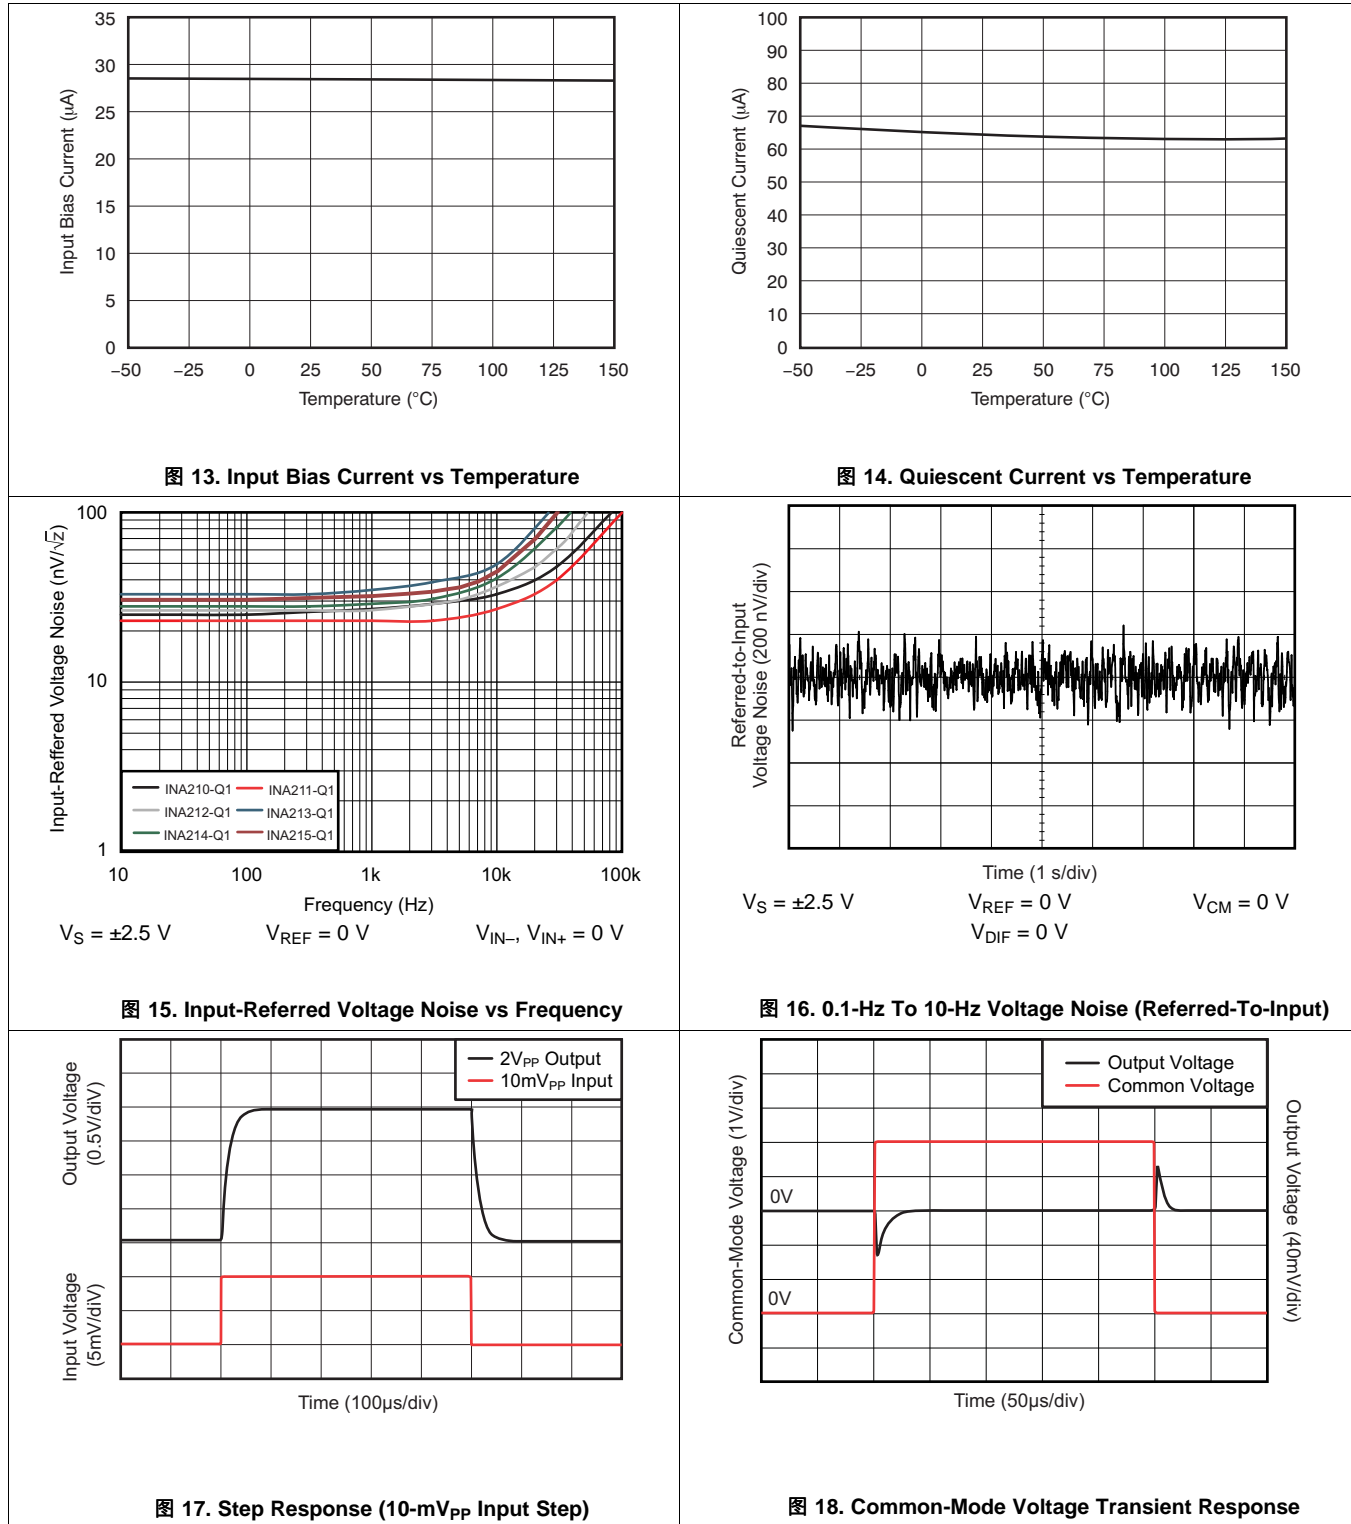 35
30
25
20
15
10
5
0
Input Bias Current (μA)
−50 −25 0 25 50 75 100 125 150
Temperature (°C)
图 13. Input Bias Current vs Temperature
100
90
80
70
60
50
40
30
20
10
0
Quiescent Current (μA)
−50 −25 0 25 50 75 100 125 150
Temperature (°C)
图 14. Quiescent Current vs Temperature
100
10
1
Input-Reffered Voltage Noise (nV/√z)
INA210-Q1 INA211-Q1
INA212-Q1 INA213-Q1
INA214-Q1 INA215-Q1
10 100 1k 10k 100k
Frequency (Hz)
VS = ±2.5 V VREF = 0 V VIN–, VIN+ = 0 V
图 15. Input-Referred Voltage Noise vs Frequency
Referred-to-Input
Voltage Noise (200 nV/div)
Time (1 s/div)
VS = ±2.5 V VREF = 0 V VCM = 0 V
VDIF = 0 V
图 16. 0.1-Hz To 10-Hz Voltage Noise (Referred-To-Input)
2VPP Output
10mVPP Input
Output Voltage
(0.5V/diV)
Input Voltage
(5mV/diV)
Time (100μs/div)
图 17. Step Response (10-mVPP Input Step)
Output Voltage
Common Voltage
Common-Mode Voltage (1V/div)
0V
0V
Output Voltage (40mV/div)
Time (50μs/div)
图 18. Common-Mode Voltage Transient Response